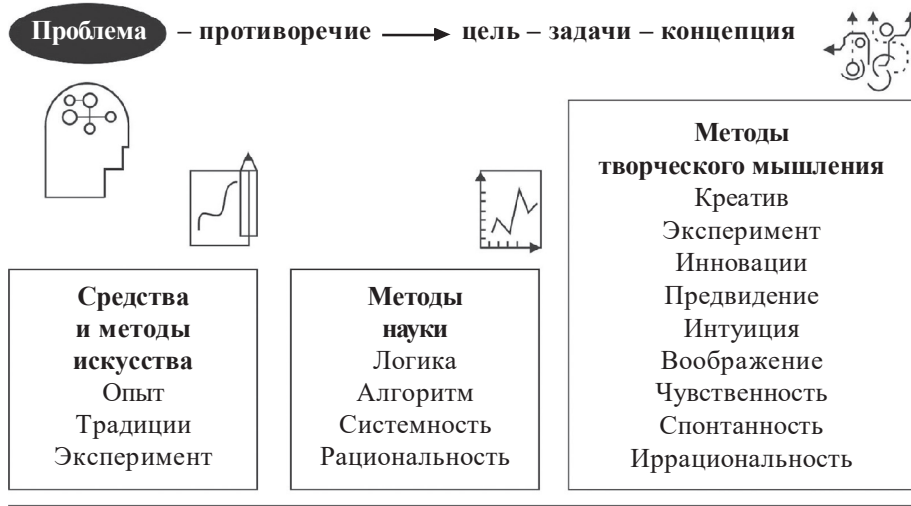 Проблема – противоречие → цель – задачи – концепция
Средства
и методы
искусства
Опыт
Традиции
Эксперимент
Методы
науки
Логика
Алгоритм
Системность
Рациональность
Методы
творческого мышления
Креатив
Эксперимент
Инновации
Предвидение
Интуиция
Воображение
Чувственность
Спонтанность
Иррациональность